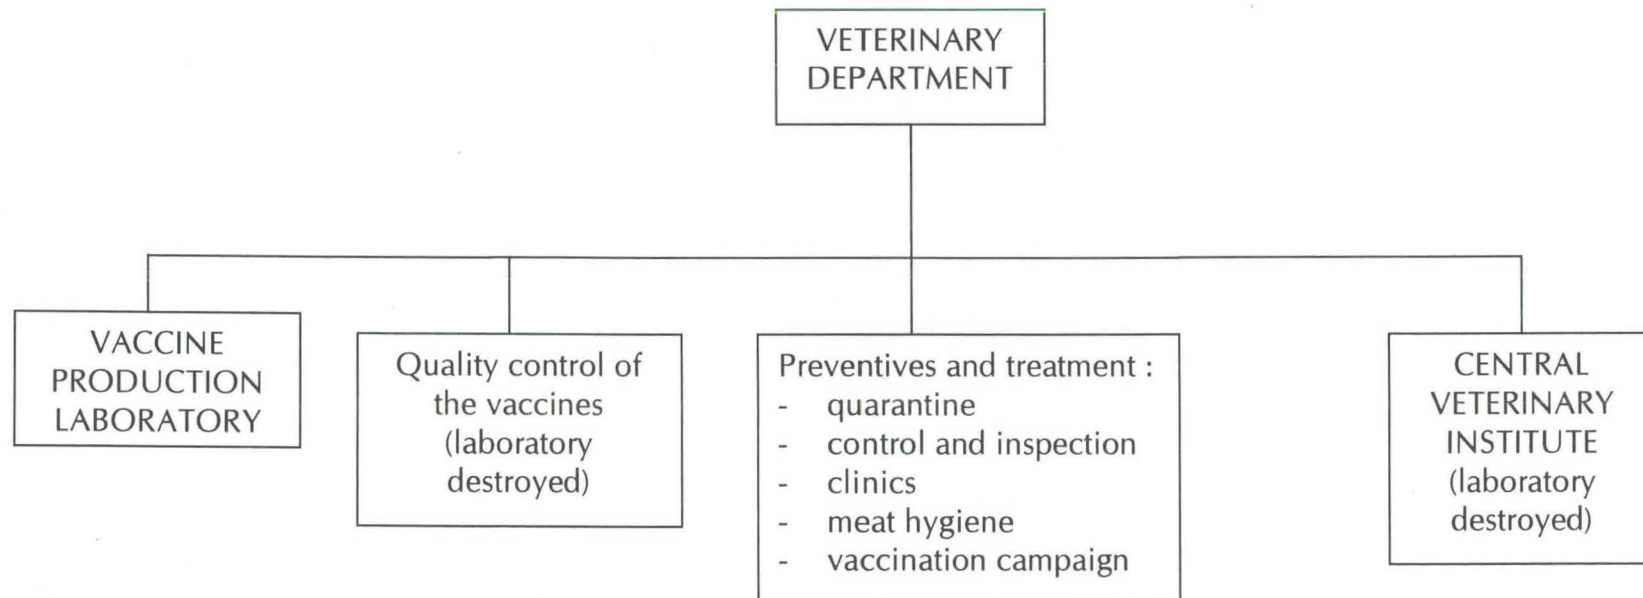 VETERINARY
DEPARTMENT
VACCINE
PRODUCTION
LABORATORY
Quality control of
the vaccines
(laboratory
destroyed)
Preventives and treatment :
- quarantine
- control and inspection
- clinics
- meat hygiene
- vaccination campaign
CENTRAL
VETERINARY
INSTITUTE
(laboratory
destroyed)